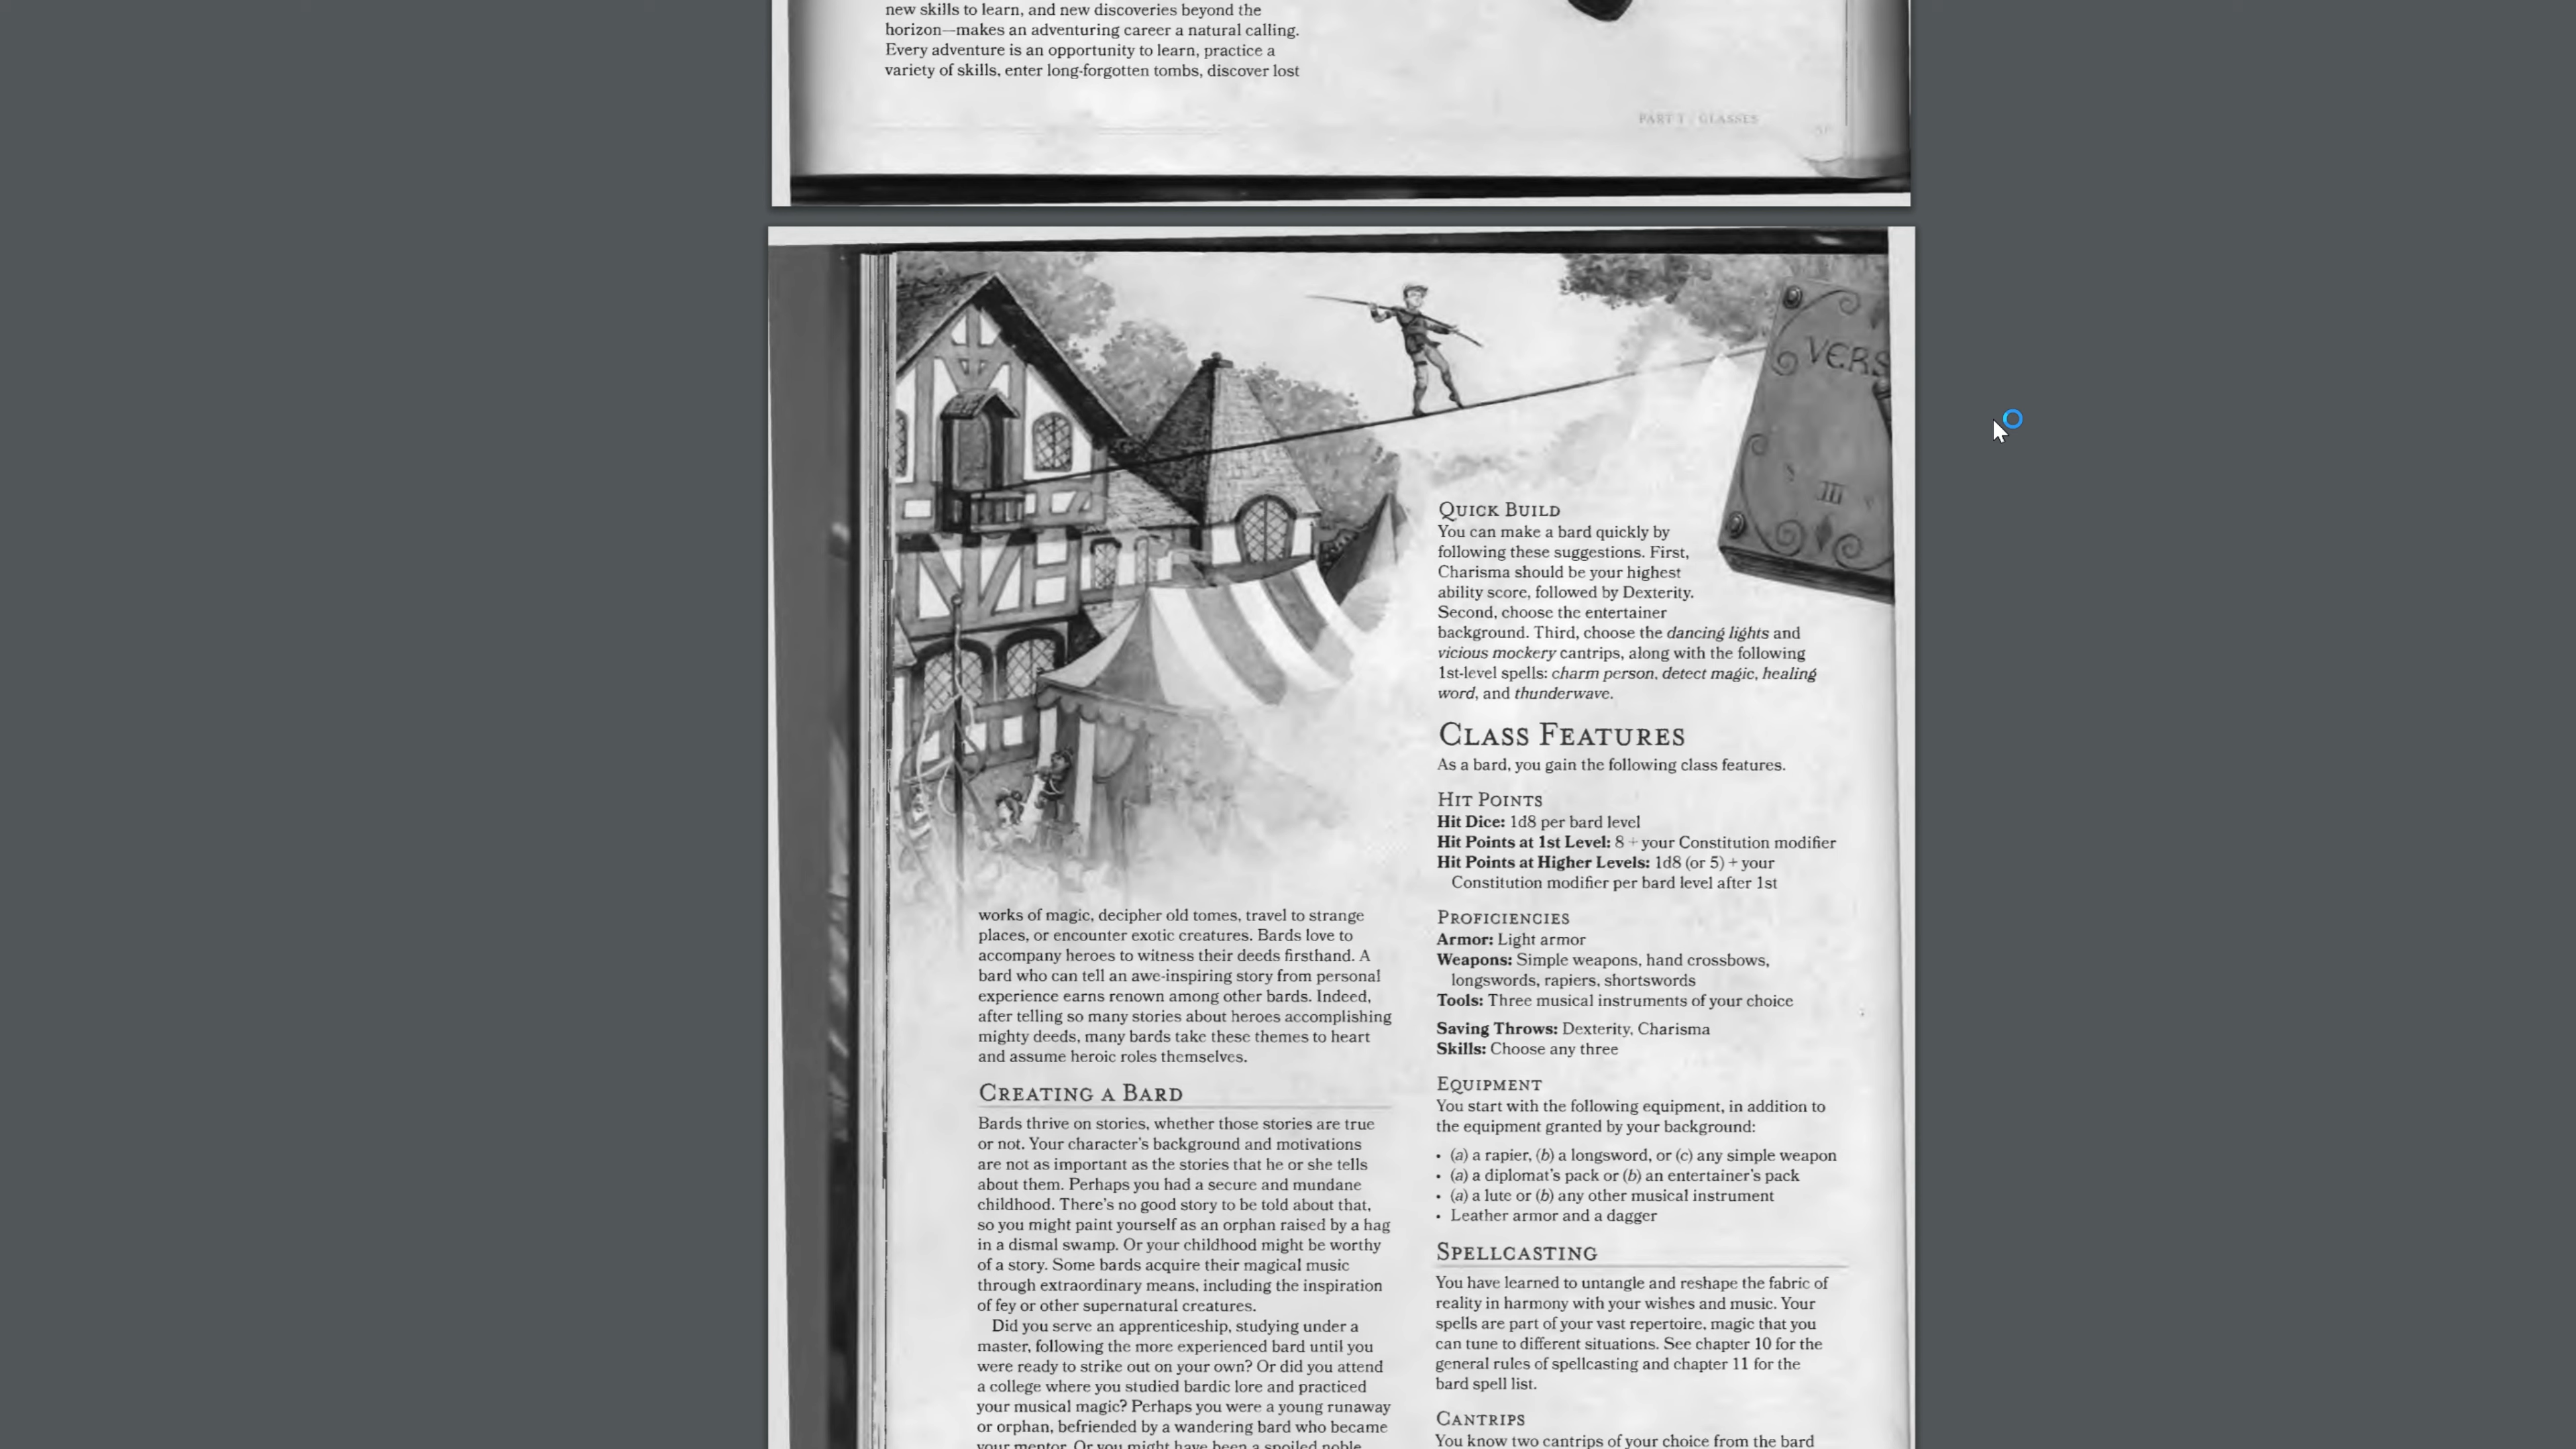 new skills to learn, and new discoveries beyond the
horizon—makes an adventuring career a natural calling.
Every adventure is an opportunity to learn, practice a
variety of skills, enter long-forgotten tombs, discover lost
PART 1 | CLASSES
VERS
III
works of magic, decipher old tomes, travel to strange
places, or encounter exotic creatures. Bards love to
accompany heroes to witness their deeds firsthand. A
bard who can tell an awe-inspiring story from personal
experience earns renown among other bards. Indeed,
after telling so many stories about heroes accomplishing
mighty deeds, many bards take these themes to heart
and assume heroic roles themselves.
CREATING A BARD
Bards thrive on stories, whether those stories are true
or not. Your character's background and motivations
are not as important as the stories that he or she tells
about them. Perhaps you had a secure and mundane
childhood. There's no good story to be told about that,
so you might paint yourself as an orphan raised by a hag
in a dismal swamp. Or your childhood might be worthy
of a story. Some bards acquire their magical music
through extraordinary means, including the inspiration
of fey or other supernatural creatures.
Did you serve an apprenticeship, studying under a
master, following the more experienced bard until you
were ready to strike out on your own? Or did you attend
a college where you studied bardic lore and practiced
your musical magic? Perhaps you were a young runaway
or orphan, befriended by a wandering bard who became
your mentor. Or you might have been a spoiled noble
QUICK BUILD
You can make a bard quickly by
following these suggestions. First,
Charisma should be your highest
ability score, followed by Dexterity.
Second, choose the entertainer
background. Third, choose the dancing lights and
vicious mockery cantrips, along with the following
1st-level spells: charm person, detect magic, healing
word, and thunderwave.
CLASS FEATURES
As a bard, you gain the following class features.
HIT POINTS
Hit Dice: 1d8 per bard level
Hit Points at 1st Level: 8 + your Constitution modifier
Hit Points at Higher Levels: 1d8 (or 5) + your
Constitution modifier per bard level after 1st
PROFICIENCIES
Armor: Light armor
Weapons: Simple weapons, hand crossbows,
longswords, rapiers, shortswords
Tools: Three musical instruments of your choice
Saving Throws: Dexterity, Charisma
Skills: Choose any three
EQUIPMENT
You start with the following equipment, in addition to
the equipment granted by your background:
• (a) a rapier, (b) a longsword, or (c) any simple weapon
• (a) a diplomat's pack or (b) an entertainer's pack
• (a) a lute or (b) any other musical instrument
• Leather armor and a dagger
SPELLCASTING
You have learned to untangle and reshape the fabric of
reality in harmony with your wishes and music. Your
spells are part of your vast repertoire, magic that you
can tune to different situations. See chapter 10 for the
general rules of spellcasting and chapter 11 for the
bard spell list.
CANTRIPS
You know two cantrips of your choice from the bard